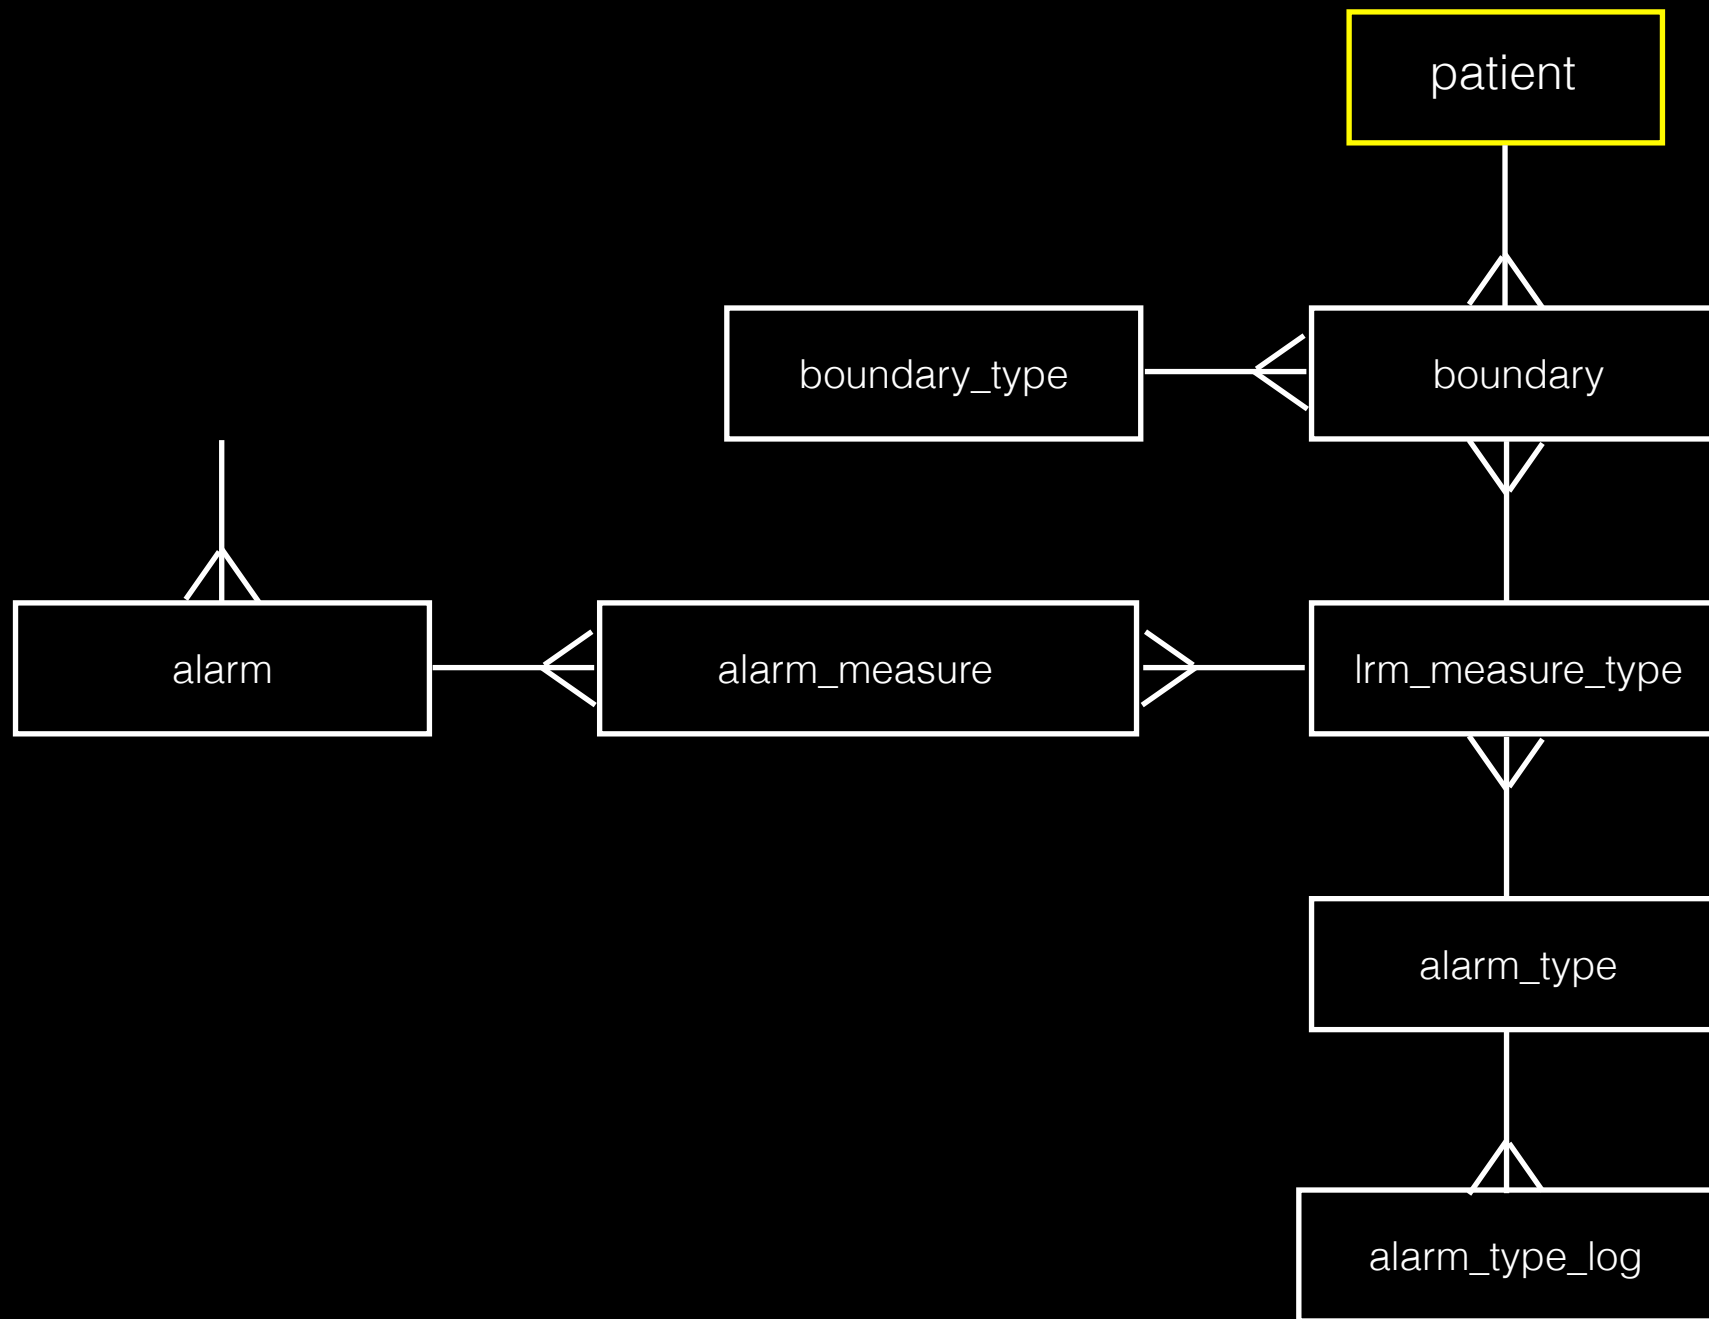 patient
boundary_type
boundary
alarm
alarm_measure
lrm_measure_type
alarm_type
alarm_type_log